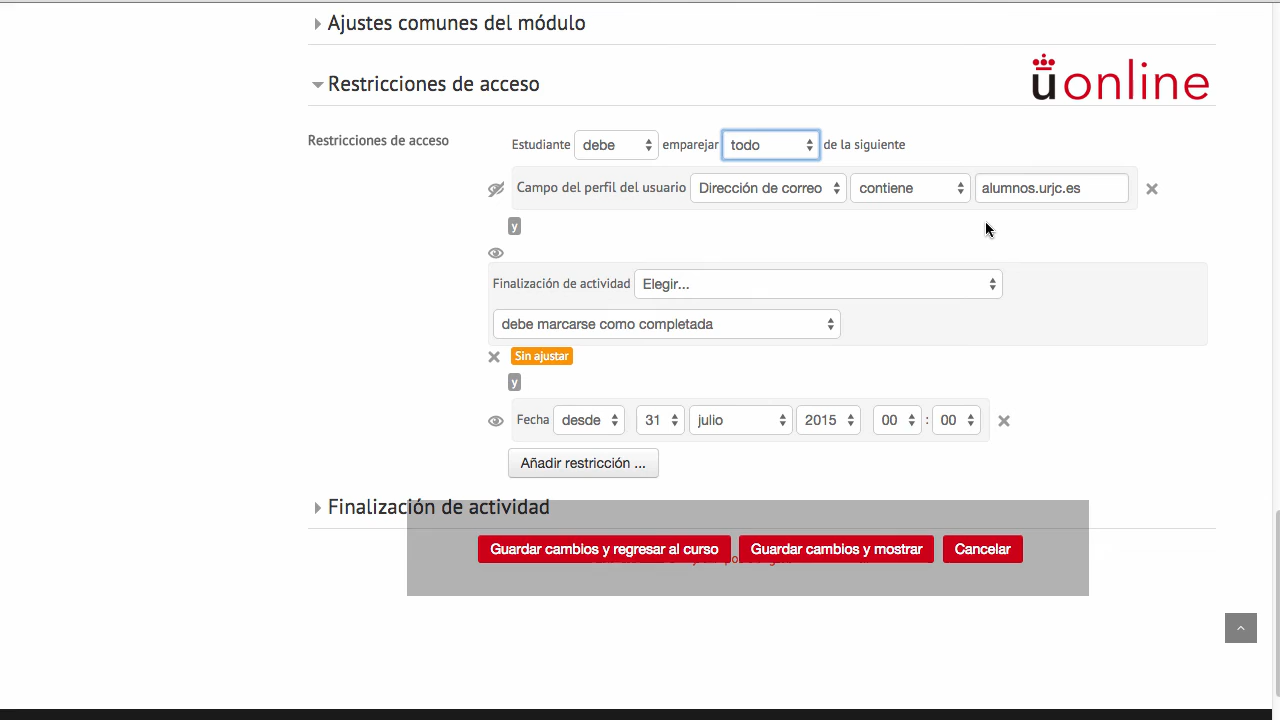 Ajustes comunes del módulo
Restricciones de acceso
üonline
Restricciones de acceso
Estudiante debe emparejar todo de la siguiente
Campo del perfil del usuario Dirección de correo contiene alumnos.urjc.es
y
Finalización de actividad Elegir...
debe marcarse como completada
Sin ajustar
y
Fecha desde 31 julio 2015 00 : 00
Añadir restricción ...
Finalización de actividad
Guardar cambios y regresar al curso Guardar cambios y mostrar Cancelar